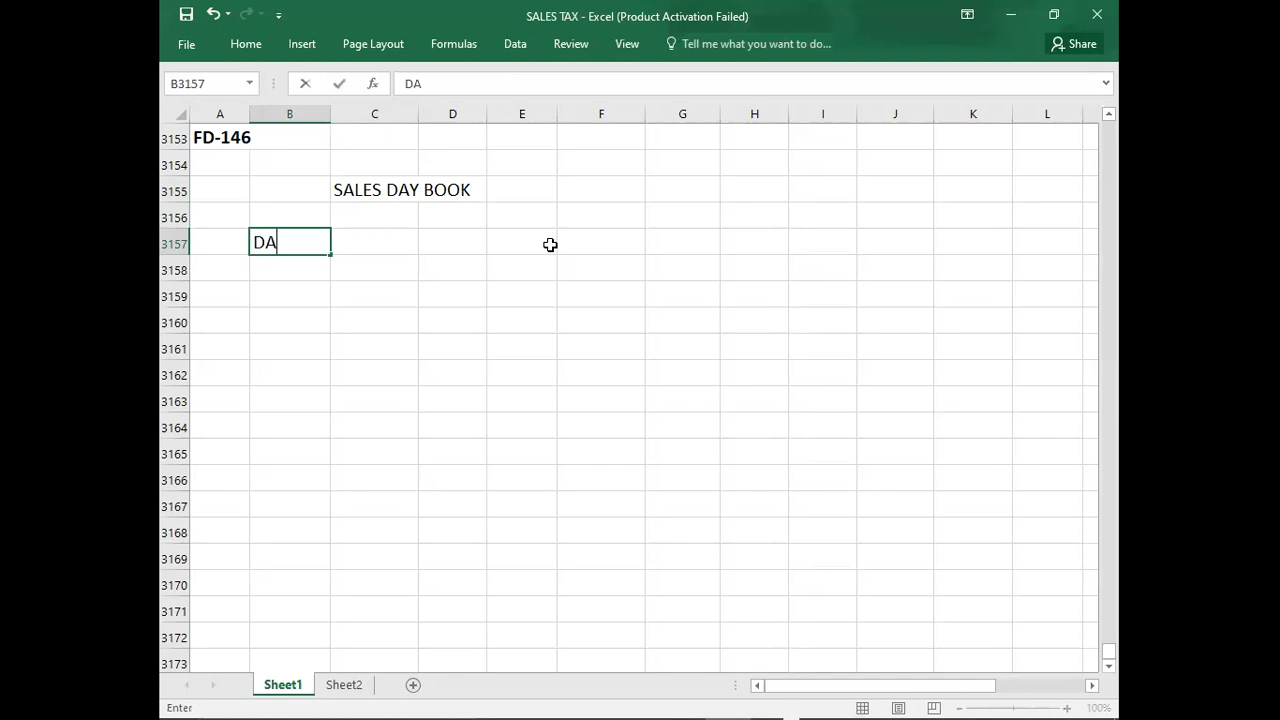 SALES TAX - Excel (Product Activation Failed)
File Home Insert Page Layout Formulas Data Review View Tell me what you want to do... Share
B3157 fx DA
A B C D E F G H I J K L
3153 FD-146
3154
3155 SALES DAY BOOK
3156
3157 DA
3158
3159
3160
3161
3162
3163
3164
3165
3166
3167
3168
3169
3170
3171
3172
3173
Sheet1 Sheet2
Enter 100%